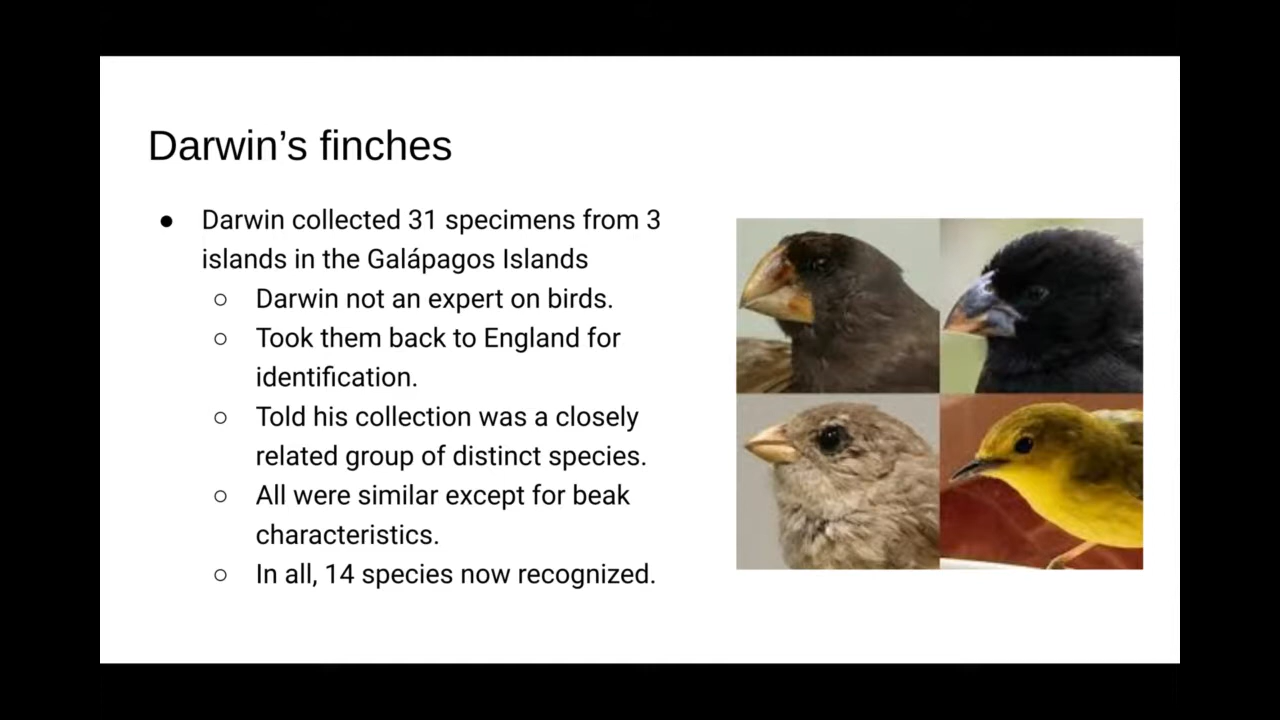 Darwin’s finches
● Darwin collected 31 specimens from 3
islands in the Galápagos Islands
○ Darwin not an expert on birds.
○ Took them back to England for
identification.
○ Told his collection was a closely
related group of distinct species.
○ All were similar except for beak
characteristics.
○ In all, 14 species now recognized.